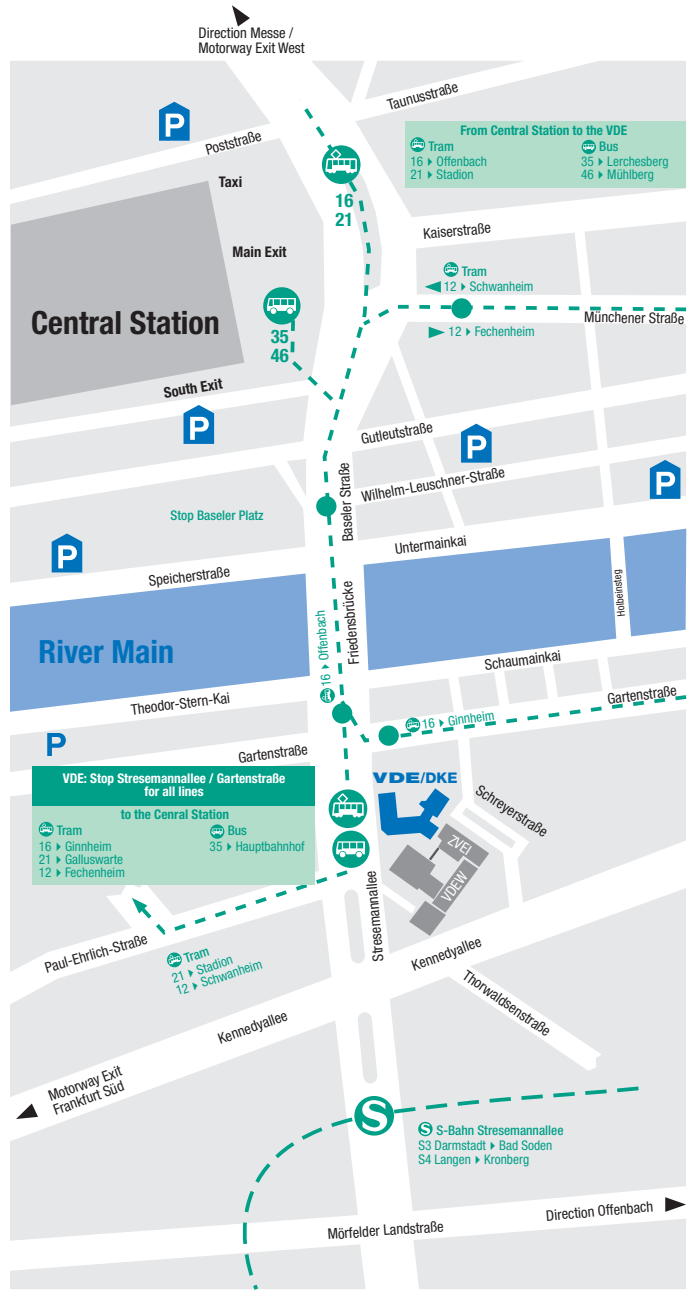 Direction Messe /
Motorway Exit West
Taunusstraße
P
Poststraße
From Central Station to the VDE
Tram
16 ▸ Offenbach
21 ▸ Stadion
Bus
35 ▸ Lerchesberg
46 ▸ Mühlberg
Taxi
16
21
Kaiserstraße
Main Exit
Tram
12 ▸ Schwanheim
Central Station
35
46
12 ▸ Fechenheim
Münchener Straße
South Exit
P
Gutleutstraße
P
Baseler Straße
Wilhelm-Leuschner-Straße
P
Stop Baseler Platz
P
Untermainkai
Speicherstraße
Friedensbrücke
Holbeinsteg
River Main
16 ▸ Offenbach
Schaumainkai
Theodor-Stern-Kai
Gartenstraße
16 ▸ Ginnheim
P
Gartenstraße
VDE: Stop Stresemannallee / Gartenstraße
for all lines
to the Cenral Station
Tram
16 ▸ Ginnheim
21 ▸ Galluswarte
12 ▸ Fechenheim
Bus
35 ▸ Hauptbahnhof
VDE/DKE
Schreyerstraße
ZVEI
VDEW
Stresemannallee
Paul-Ehrlich-Straße
Tram
21 ▸ Stadion
12 ▸ Schwanheim
Kennedyallee
Thorwaldsenstraße
Kennedyallee
Motorway Exit
Frankfurt Süd
S
S S-Bahn Stresemannallee
S3 Darmstadt ▸ Bad Soden
S4 Langen ▸ Kronberg
Direction Offenbach
Mörfelder Landstraße